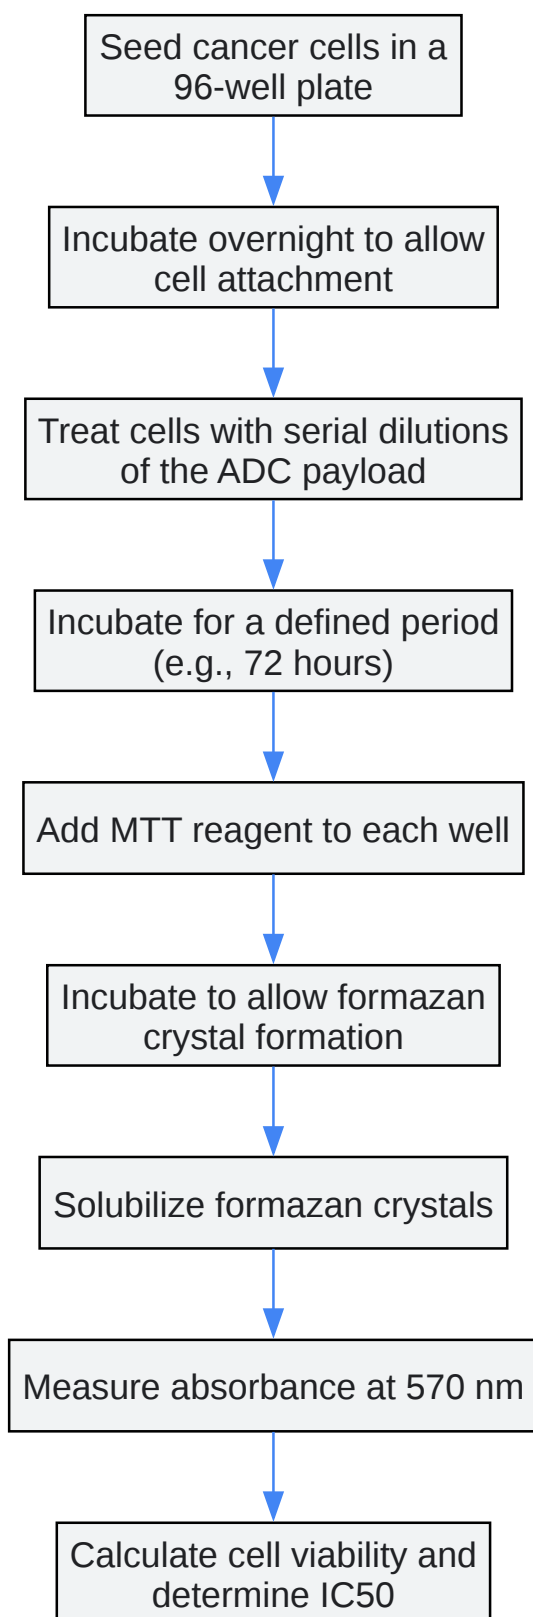 Seed cancer cells in a
96-well plate
Incubate overnight to allow
cell attachment
Treat cells with serial dilutions
of the ADC payload
Incubate for a defined period
(e.g., 72 hours)
Add MTT reagent to each well
Incubate to allow formazan
crystal formation
Solubilize formazan crystals
Measure absorbance at 570 nm
Calculate cell viability and
determine IC50